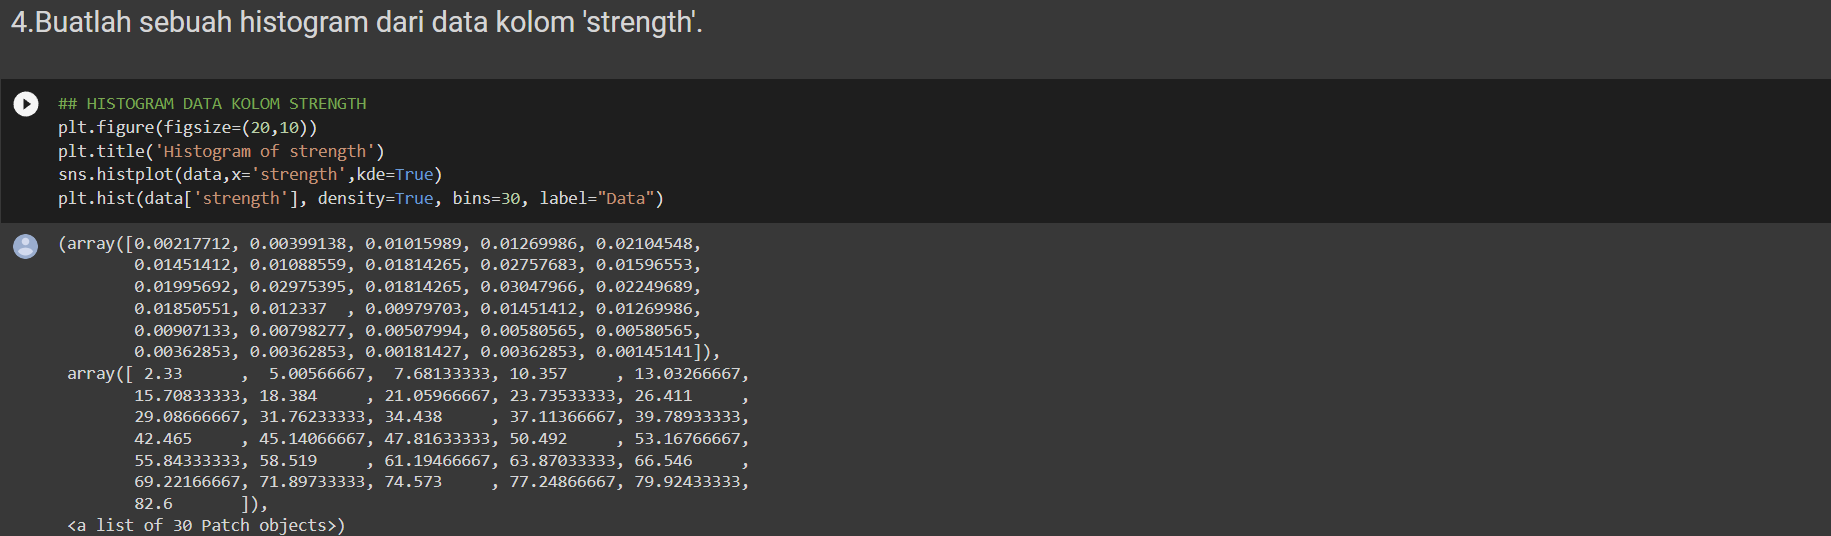 4.Buatlah sebuah histogram dari data kolom 'strength'.
## HISTOGRAM DATA KOLOM STRENGTH
plt.figure(figsize=(20,10))
plt.title('Histogram of strength')
sns.histplot(data,x='strength',kde=True)
plt.hist(data['strength'], density=True, bins=30, label="Data")
(array([0.00217712, 0.00399138, 0.01015989, 0.01269986, 0.02104548,
0.01451412, 0.01088559, 0.01814265, 0.02757683, 0.01596553,
0.01995692, 0.02975395, 0.01814265, 0.03047966, 0.02249689,
0.01850551, 0.012337  , 0.00979703, 0.01451412, 0.01269986,
0.00907133, 0.00798277, 0.00507994, 0.00580565, 0.00580565,
0.00362853, 0.00362853, 0.00181427, 0.00362853, 0.00145141]),
array([ 2.33      ,  5.00566667,  7.68133333, 10.357     , 13.03266667,
15.70833333, 18.384     , 21.05966667, 23.73533333, 26.411     ,
29.08666667, 31.76233333, 34.438     , 37.11366667, 39.78933333,
42.465     , 45.14066667, 47.81633333, 50.492     , 53.16766667,
55.84333333, 58.519     , 61.19466667, 63.87033333, 66.546     ,
69.22166667, 71.89733333, 74.573     , 77.24866667, 79.92433333,
82.6       ]),
<a list of 30 Patch objects>)